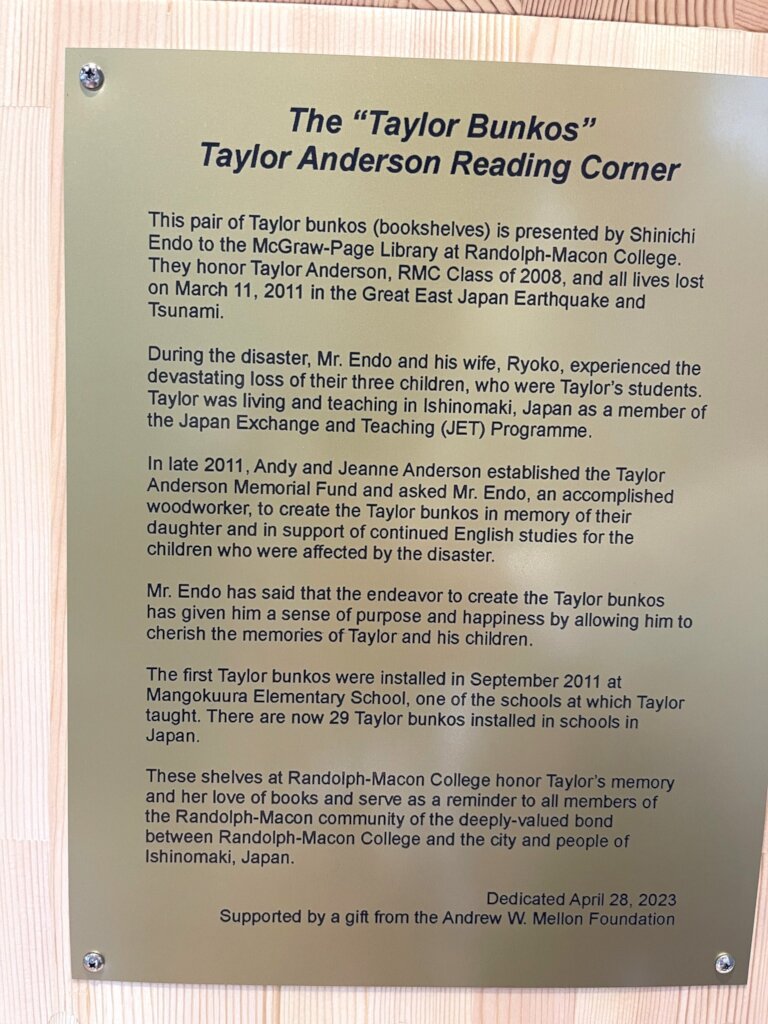 The “Taylor Bunkos”
Taylor Anderson Reading Corner
This pair of Taylor bunkos (bookshelves) is presented by Shinichi
Endo to the McGraw-Page Library at Randolph-Macon College.
They honor Taylor Anderson, RMC Class of 2008, and all lives lost
on March 11, 2011 in the Great East Japan Earthquake and
Tsunami.
During the disaster, Mr. Endo and his wife, Ryoko, experienced the
devastating loss of their three children, who were Taylor’s students.
Taylor was living and teaching in Ishinomaki, Japan as a member of
the Japan Exchange and Teaching (JET) Programme.
In late 2011, Andy and Jeanne Anderson established the Taylor
Anderson Memorial Fund and asked Mr. Endo, an accomplished
woodworker, to create the Taylor bunkos in memory of their
daughter and in support of continued English studies for the
children who were affected by the disaster.
Mr. Endo has said that the endeavor to create the Taylor bunkos
has given him a sense of purpose and happiness by allowing him to
cherish the memories of Taylor and his children.
The first Taylor bunkos were installed in September 2011 at
Mangokuura Elementary School, one of the schools at which Taylor
taught. There are now 29 Taylor bunkos installed in schools in
Japan.
These shelves at Randolph-Macon College honor Taylor’s memory
and her love of books and serve as a reminder to all members of
the Randolph-Macon community of the deeply-valued bond
between Randolph-Macon College and the city and people of
Ishinomaki, Japan.
Dedicated April 28, 2023
Supported by a gift from the Andrew W. Mellon Foundation